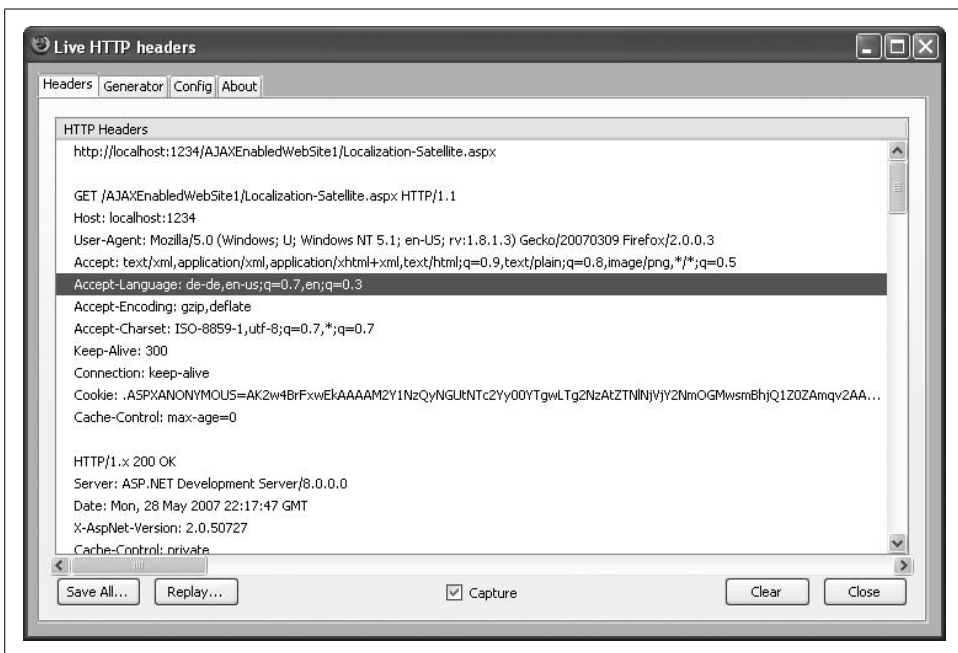 Live HTTP headers
Headers Generator Config About
HTTP Headers
http://localhost:1234/AJAXEnabledWebSite1/Localization-Satellite.aspx
GET /AJAXEnabledWebSite1/Localization-Satellite.aspx HTTP/1.1
Host: localhost:1234
User-Agent: Mozilla/5.0 (Windows; U; Windows NT 5.1; en-US; rv:1.8.1.3) Gecko/20070309 Firefox/2.0.0.3
Accept: text/xml,application/xml,application/xhtml+xml,text/html;q=0.9,text/plain;q=0.8,image/png,*/*;q=0.5
Accept-Language: de-de,en-us;q=0.7,en;q=0.3
Accept-Encoding: gzip,deflate
Accept-Charset: ISO-8859-1,utf-8;q=0.7,*;q=0.7
Keep-Alive: 300
Connection: keep-alive
Cookie: .ASPXANONYMOUS=AK2w4BrFxwEkAAAAM2Y1NzQyNGUtNTc2Yy00YTgwLTg2NzAtZTNlNjVjY2NmOGMwsmBhjQ1Z0ZAmqv2AA...
Cache-Control: max-age=0
HTTP/1.x 200 OK
Server: ASP.NET Development Server/8.0.0.0
Date: Mon, 28 May 2007 22:17:47 GMT
X-AspNet-Version: 2.0.50727
Cache-Control: private
Save All... Replay... Capture Clear Close